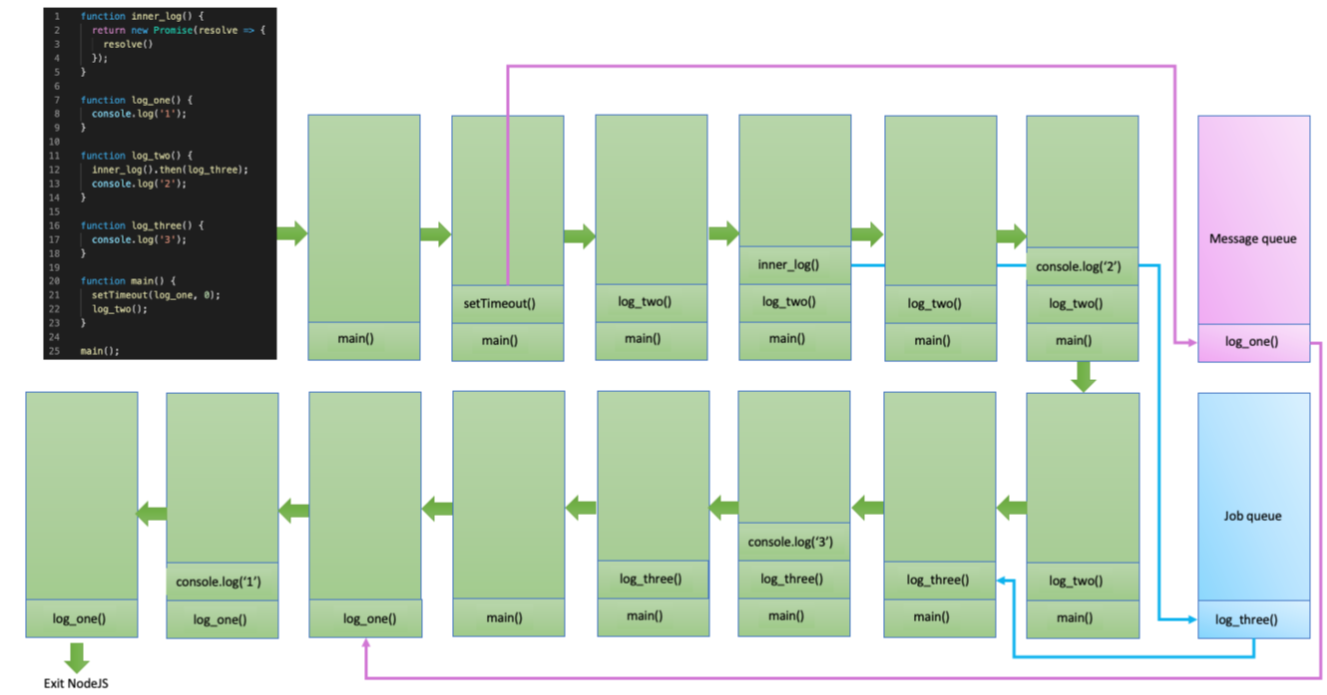 1 function inner_log() {
2 return new Promise(resolve => {
3 resolve()
4 });
5 }
6
7 function log_one() {
8 console.log('1');
9 }
10
11 function log_two() {
12 inner_log().then(log_three);
13 console.log('2');
14 }
15
16 function log_three() {
17 console.log('3');
18 }
19
20 function main() {
21 setTimeout(log_one, 0);
22 log_two();
23 }
24
25 main();
main()
setTimeout()
main()
log_two()
main()
inner_log()
log_two()
main()
log_two()
main()
console.log('2')
log_two()
main()
Message queue
log_one()
log_one()
Exit NodeJS
console.log('1')
log_one()
log_one()
main()
log_three()
main()
console.log('3')
log_three()
main()
log_three()
main()
log_two()
main()
Job queue
log_three()